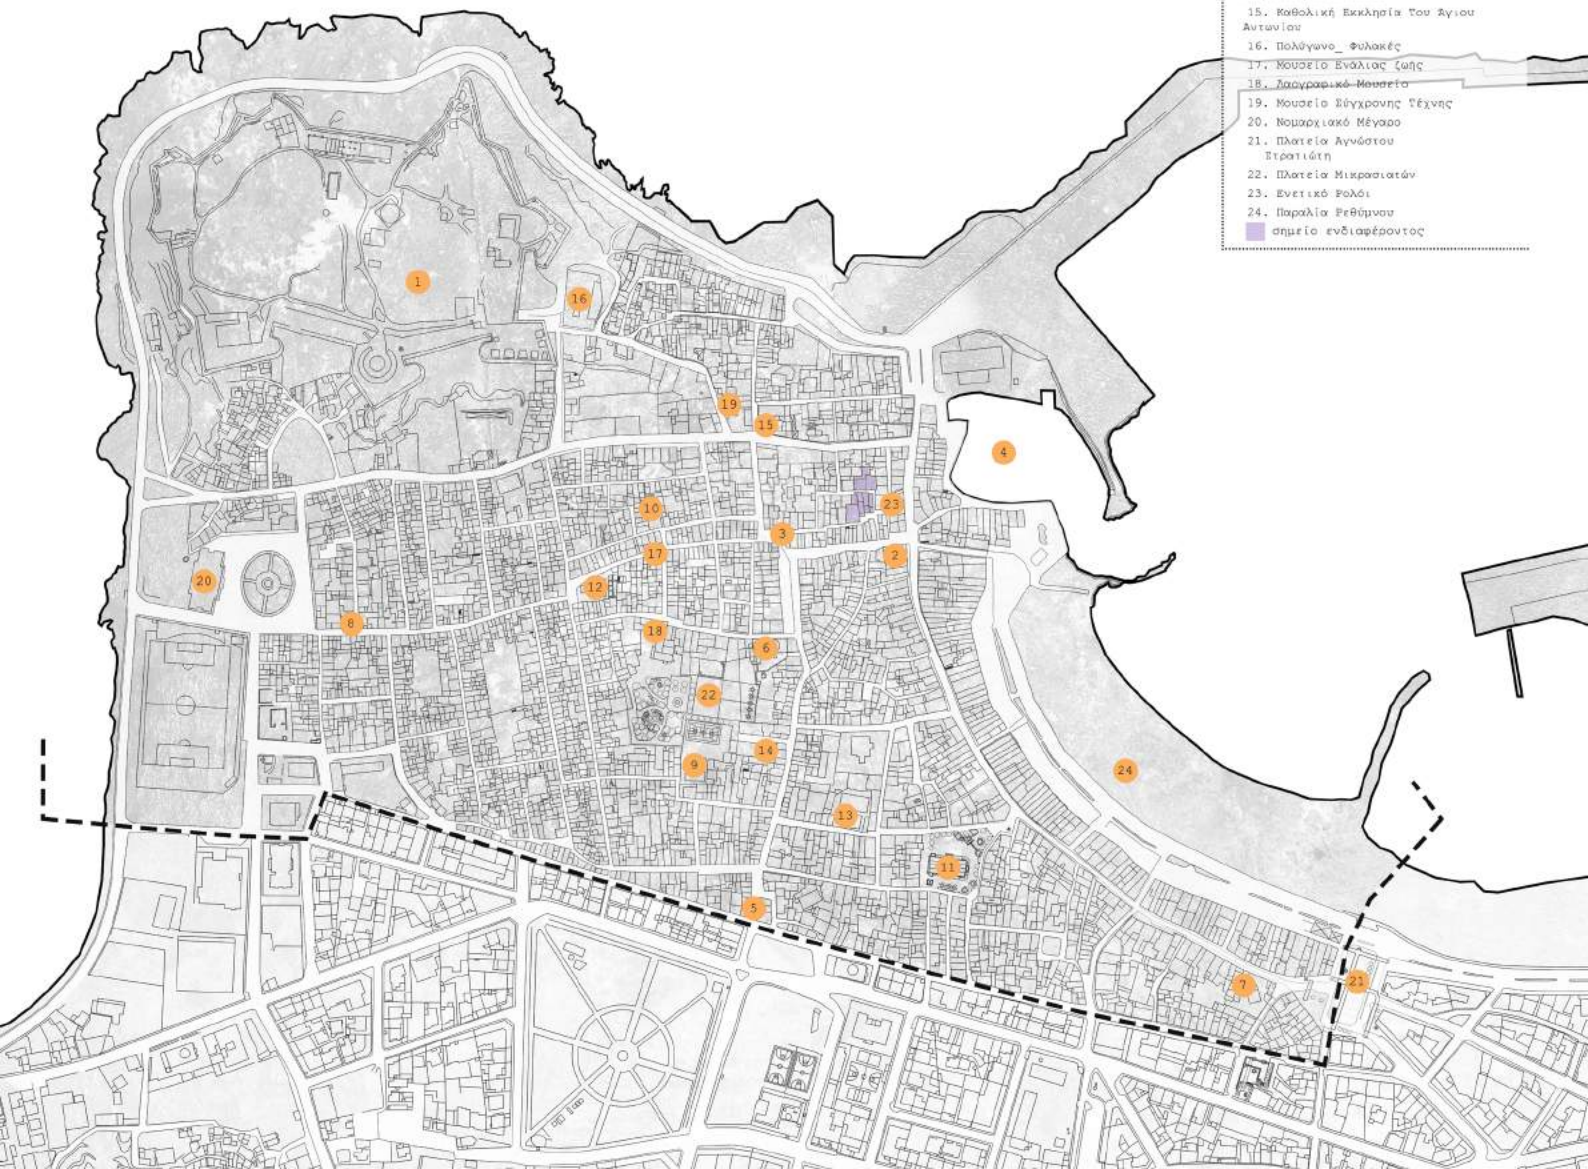 15. Καθολική Εκκλησία Του Άγιου
Αντωνίου
16. Πολύγωνο_ Φυλακές
17. Μουσείο Ενάλιας ζωής
18. Λαογραφικό Μουσείο
19. Μουσείο Σύγχρονης Τέχνης
20. Νομαρχιακό Μέγαρο
21. Πλατεία Άγνώστου
Στρατιώτη
22. Πλατεία Μικρασιατών
23. Ενετικό Ρολόι
24. Παραλία Ρεθύμνου
σημείο ενδιαφέροντος
1
16
19
15
4
10
23
3
17
2
20
12
8
18
6
22
14
9
24
13
11
5
7
21